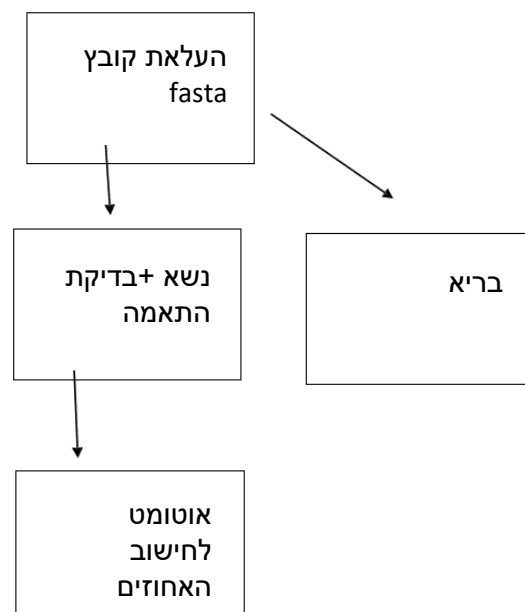 העלאת קובץ
fasta
נשא +בדיקת
התאמה
בריא
אוטומט
לחישוב
האחוזים